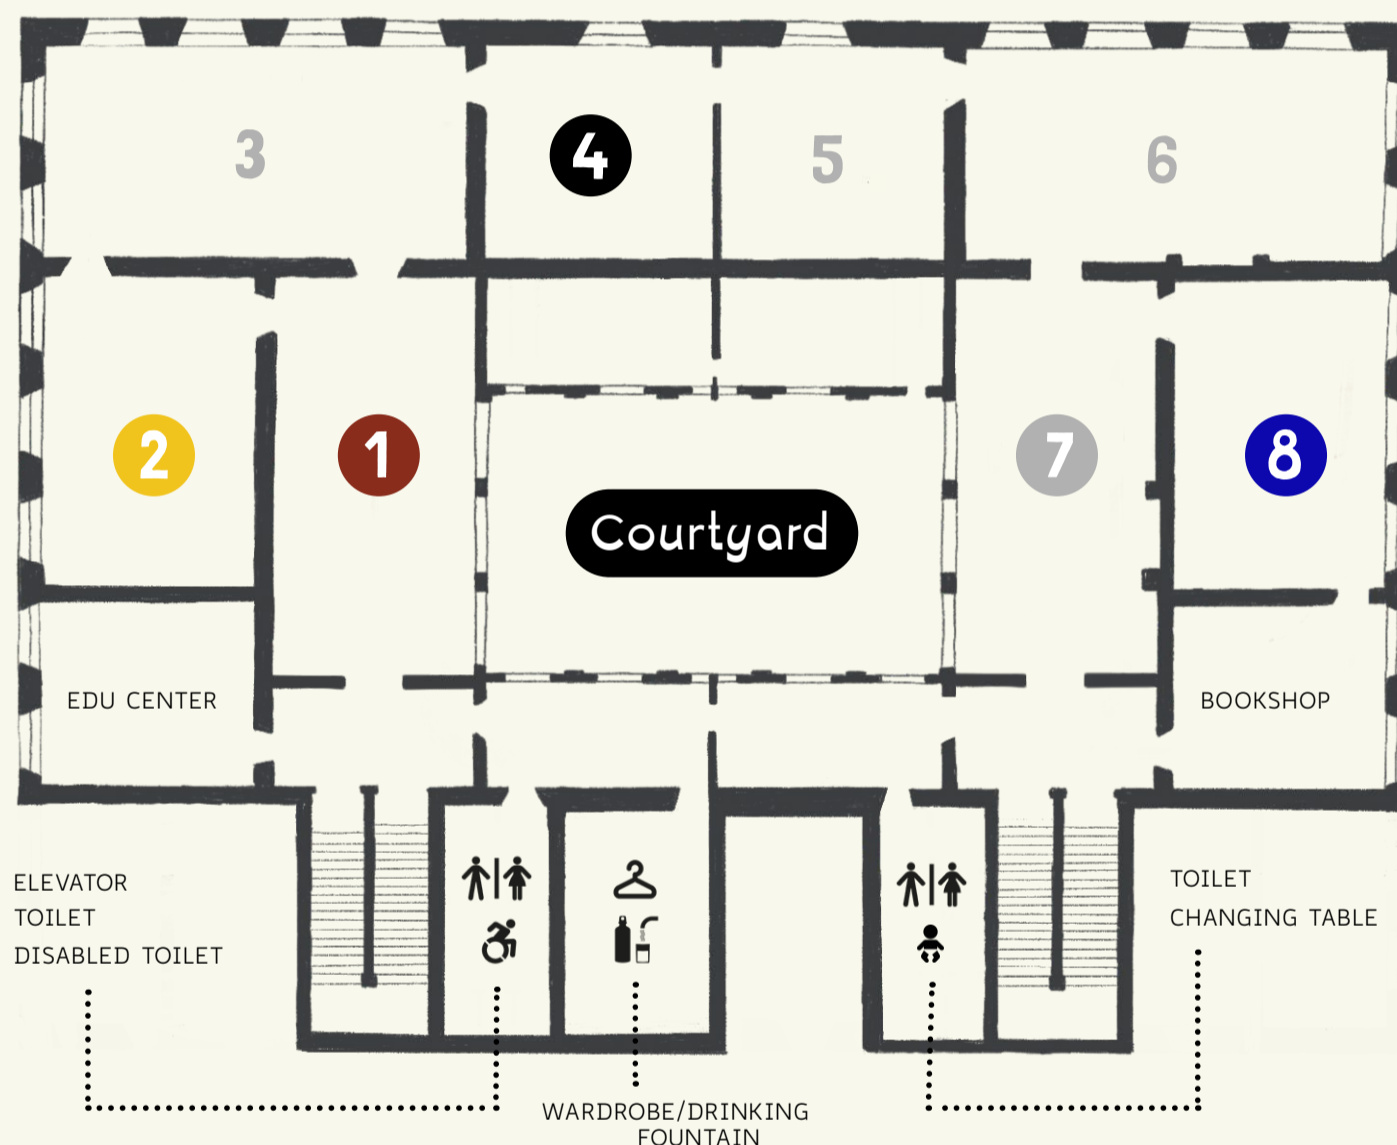 3
4
5
6
2
1
7
8
Courtyard
EDU CENTER
BOOKSHOP
ELEVATOR
TOILET
DISABLED TOILET
TOILET
CHANGING TABLE
WARDROBE/DRINKING
FOUNTAIN